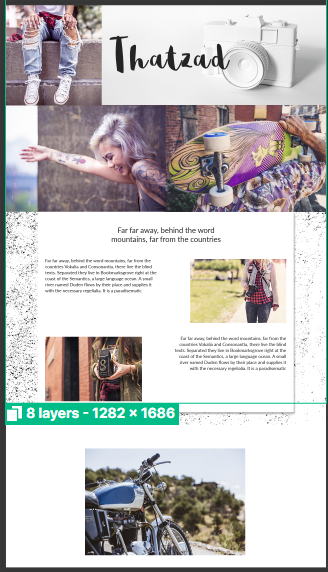 Thatzad
Far far away, behind the word
mountains, far from the countries
Far far away, behind the word mountains, far from the
countries Vokalia and Consonantia, there live the blind
texts. Separated they live in Bookmarksgrove right at the
coast of the Semantics, a large language ocean. A small
river named Duden flows by their place and supplies it
with the necessary regelialia. It is a paradisematic
Far far away, behind the word mountains, far from the
countries Vokalia and Consonantia, there live the blind
texts. Separated they live in Bookmarksgrove right at the
coast of the Semantics, a large language ocean. A small
river named Duden flows by their place and supplies it
with the necessary regelialia. It is a paradisematic
8 layers - 1282 × 1686